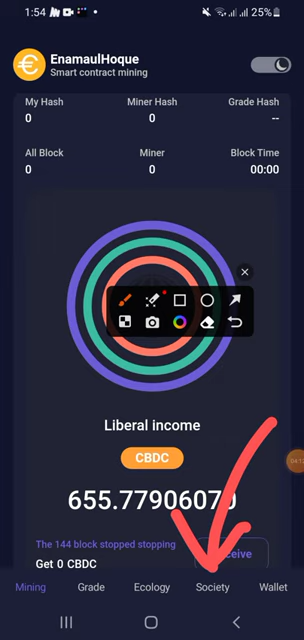 1:54
25%
EnamaulHoque
Smart contract mining
My Hash Miner Hash Grade Hash
0 0 --
All Block Miner Block Time
0 0 00:00
Liberal income
CBDC
655.7790607
The 144 block stopped stopping
Get 0 CBDC
Mining Grade Ecology Society Wallet